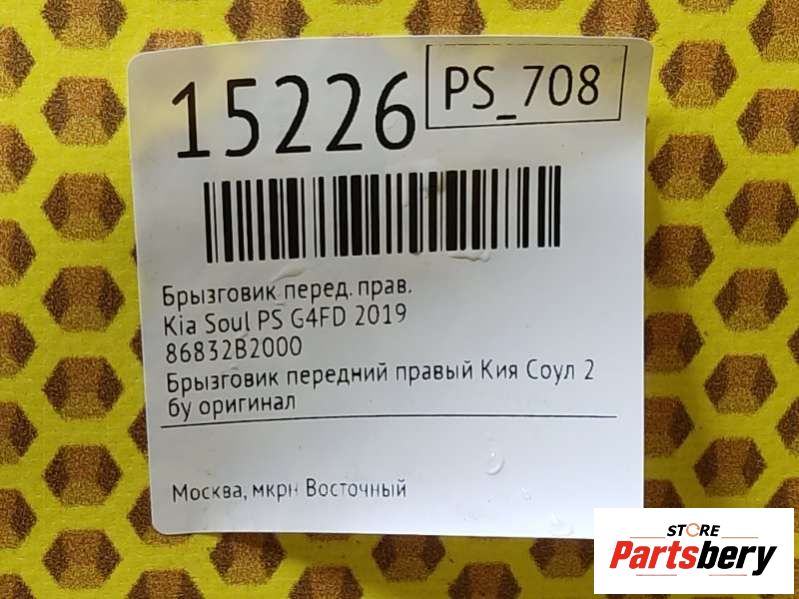 15226
PS_708
Брызговик перед. прав.
Kia Soul PS G4FD 2019
86832B2000
Брызговик передний правый Кия Соул 2
бу оригинал
Москва, мкрн Восточный
STORE
Partsbery